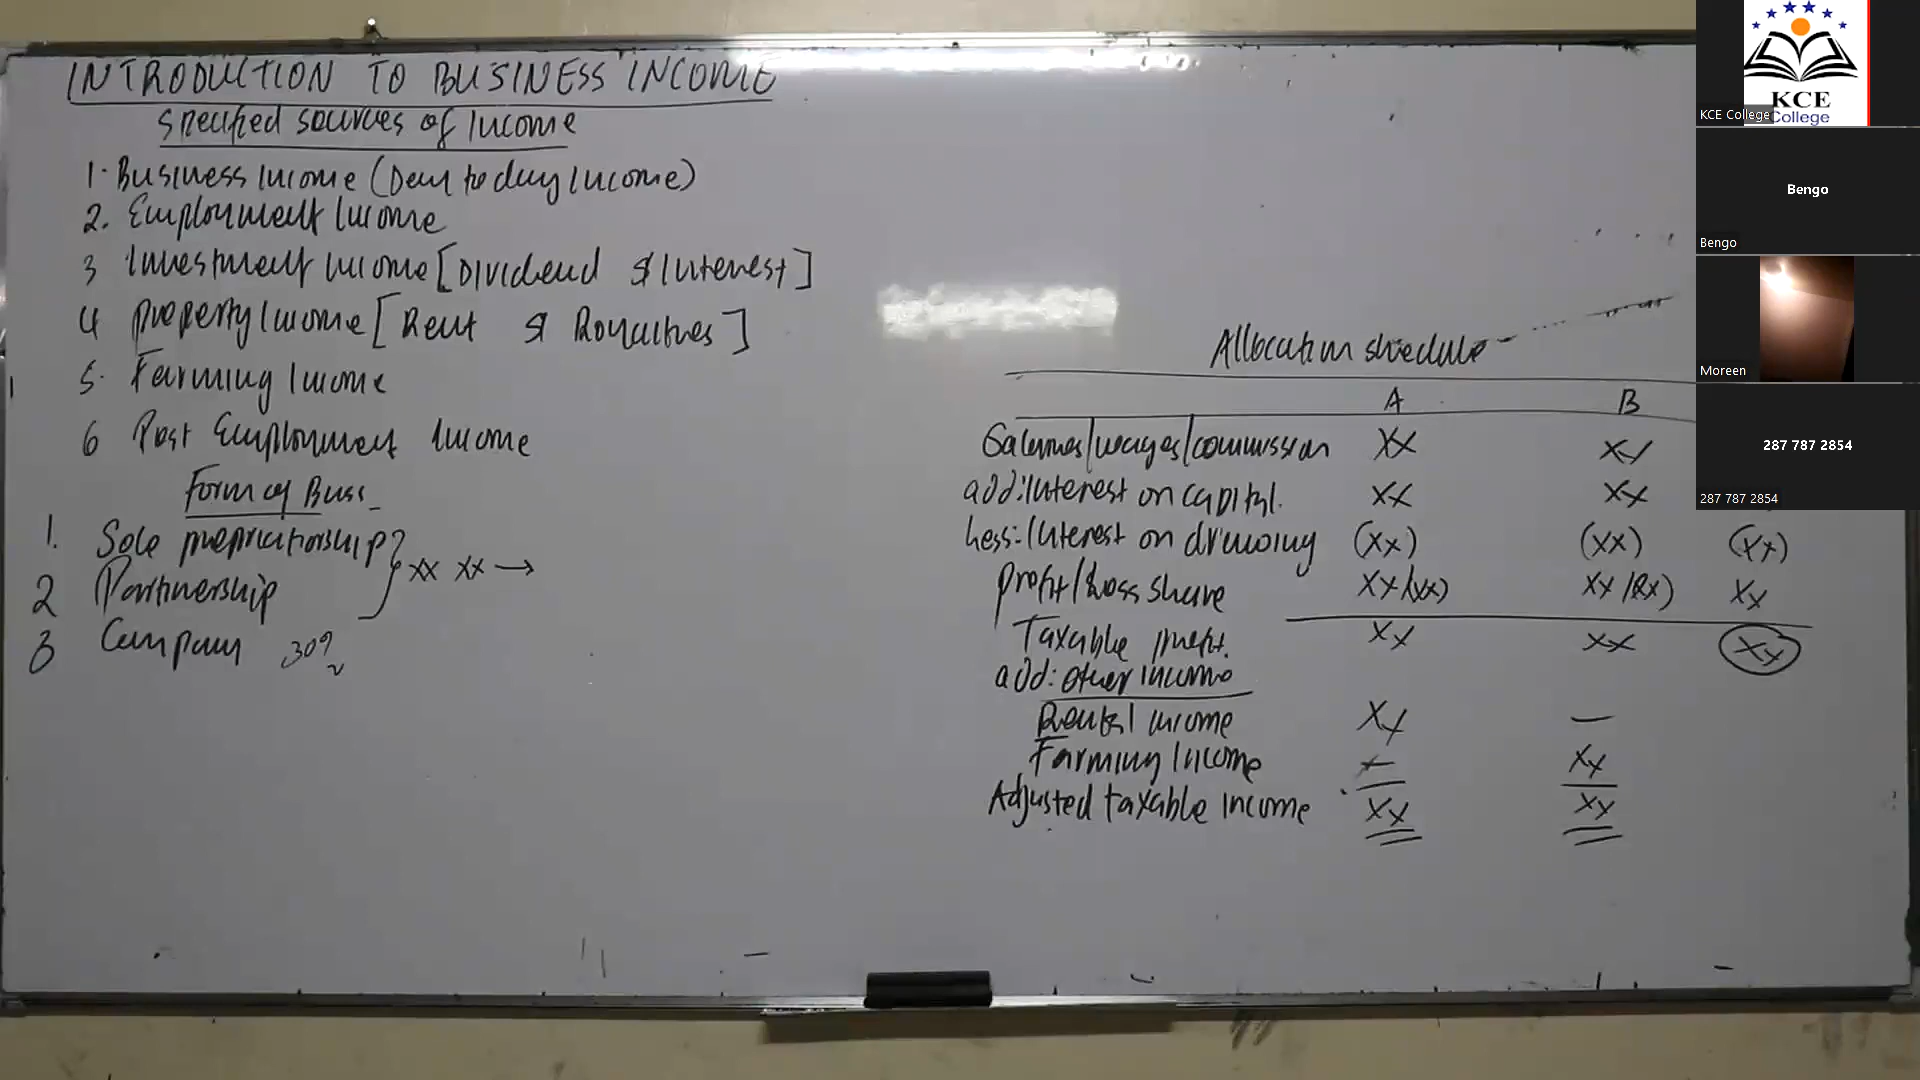 INTRODUCTION TO BUSINESS INCOME
Specified sources of Income
1. Business Income (Day to day income)
2. Employment Income
3 Investment Income [Dividend & Interest]
4 Property Income [Rent & Royalties]
5. Farming Income
6 Post Employment Income
Form of Buss
1. Sole propriatorship
2 Partinership
XX XX →
3 Company 30%
Allocation shedule
A B
Salaries/wages/commission XX XX
add: Interest on capital. XX XX
Less: Interest on drawing (XX) (XX) (XX)
Profit/Loss share XX/(XX) XX/(XX) XX
Taxable profit. XX XX XX
add: Other Income
Rental Income XX —
Farming Income — XX
Adjusted taxable income XX XX
KCE
College
KCE College
Bengo
Bengo
Moreen
287 787 2854
287 787 2854